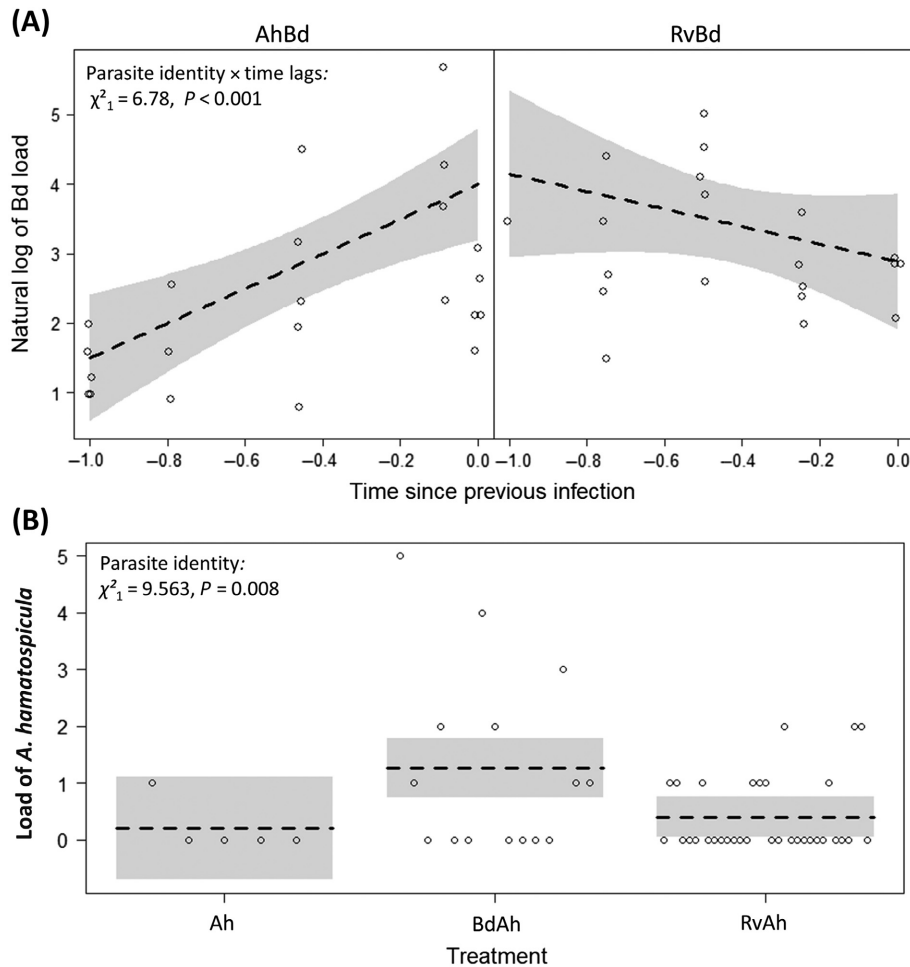 (A)
AhBd
RvBd
Parasite identity × time lags:
χ²₁ = 6.78, P < 0.001
Natural log of Bd load
5
4
3
2
1
−1.0 −0.8 −0.6 −0.4 −0.2 0.0 −1.0 −0.8 −0.6 −0.4 −0.2 0.0
Time since previous infection
(B)
Parasite identity:
χ²₁ = 9.563, P = 0.008
Load of A. hamatospicula
5
4
3
2
1
0
Ah BdAh RvAh
Treatment